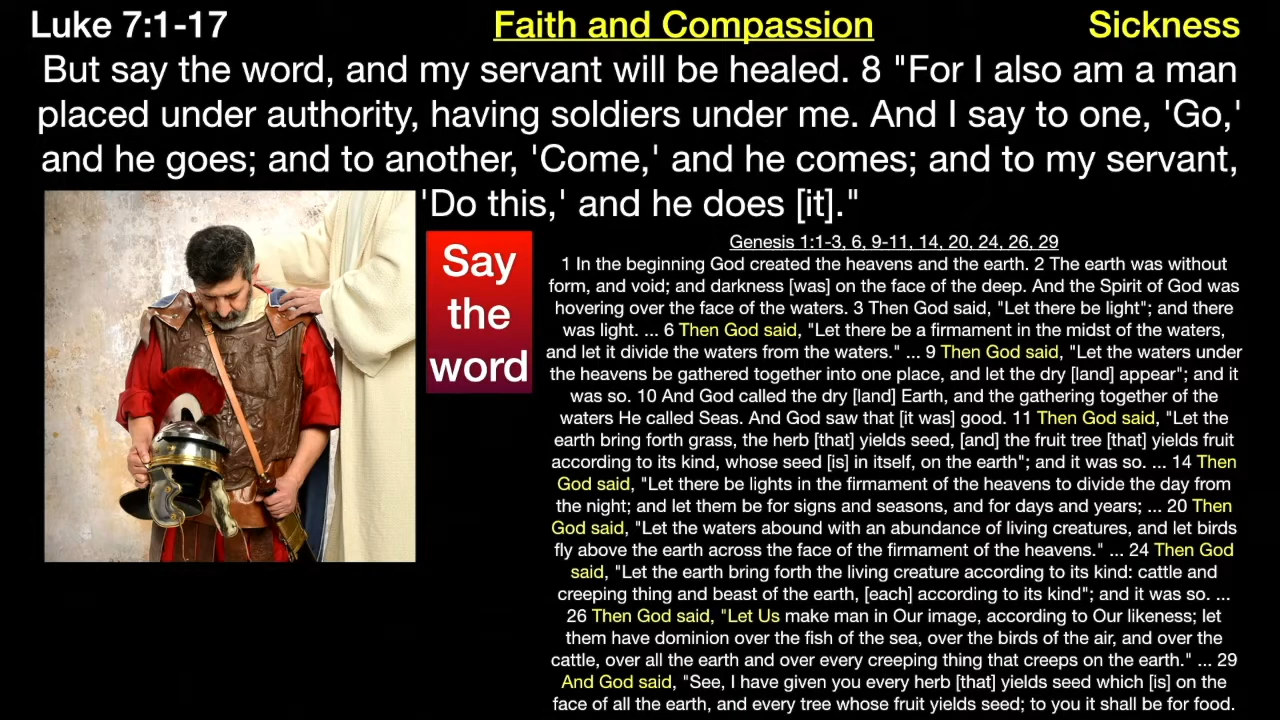 Luke 7:1-17
Faith and Compassion
Sickness
But say the word, and my servant will be healed. 8 "For I also am a man
placed under authority, having soldiers under me. And I say to one, 'Go,'
and he goes; and to another, 'Come,' and he comes; and to my servant,
'Do this,' and he does [it]."
Say
the
word
Genesis 1:1-3, 6, 9-11, 14, 20, 24, 26, 29
1 In the beginning God created the heavens and the earth. 2 The earth was without
form, and void; and darkness [was] on the face of the deep. And the Spirit of God was
hovering over the face of the waters. 3 Then God said, "Let there be light"; and there
was light. ... 6 Then God said, "Let there be a firmament in the midst of the waters,
and let it divide the waters from the waters." ... 9 Then God said, "Let the waters under
the heavens be gathered together into one place, and let the dry [land] appear"; and it
was so. 10 And God called the dry [land] Earth, and the gathering together of the
waters He called Seas. And God saw that [it was] good. 11 Then God said, "Let the
earth bring forth grass, the herb [that] yields seed, [and] the fruit tree [that] yields fruit
according to its kind, whose seed [is] in itself, on the earth"; and it was so. ... 14 Then
God said, "Let there be lights in the firmament of the heavens to divide the day from
the night; and let them be for signs and seasons, and for days and years; ... 20 Then
God said, "Let the waters abound with an abundance of living creatures, and let birds
fly above the earth across the face of the firmament of the heavens." ... 24 Then God
said, "Let the earth bring forth the living creature according to its kind: cattle and
creeping thing and beast of the earth, [each] according to its kind"; and it was so. ...
26 Then God said, "Let Us make man in Our image, according to Our likeness; let
them have dominion over the fish of the sea, over the birds of the air, and over the
cattle, over all the earth and over every creeping thing that creeps on the earth." ... 29
And God said, "See, I have given you every herb [that] yields seed which [is] on the
face of all the earth, and every tree whose fruit yields seed; to you it shall be for food.